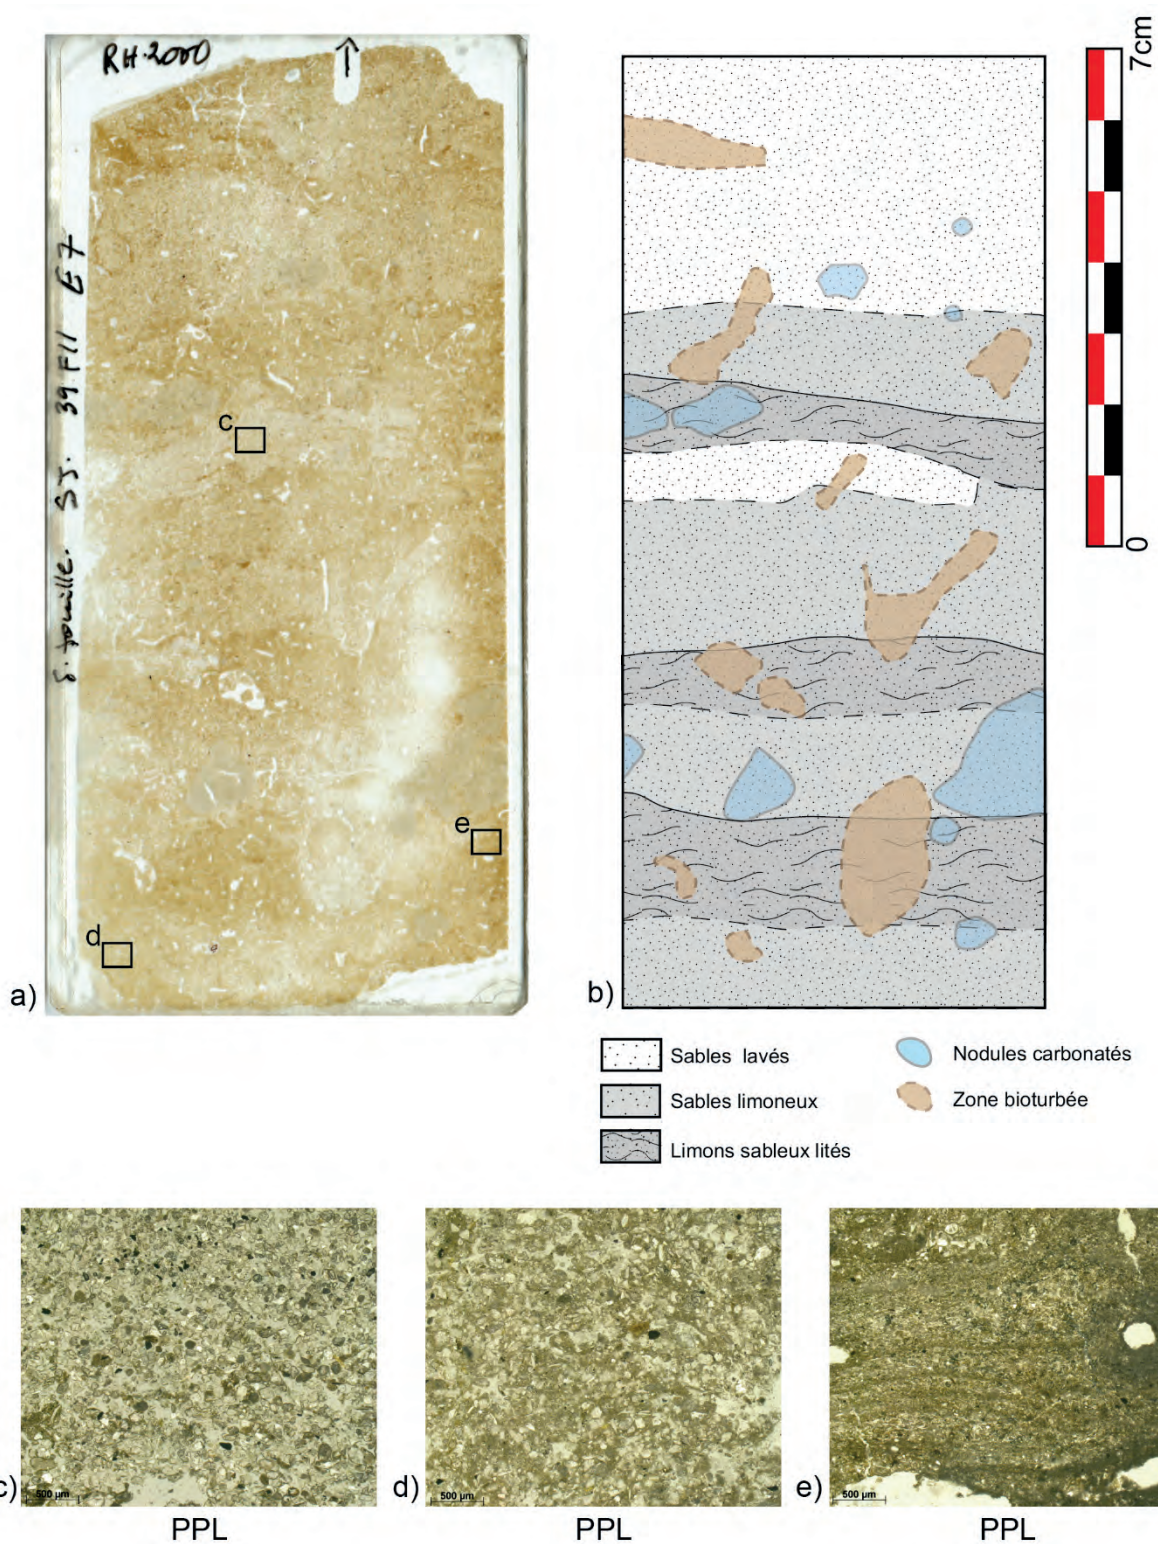 RH.2000
S. fouille. SJ. 39 F11 E7
c
e
d
a)
b)
7cm
0
Sables lavés
Nodules carbonatés
Sables limoneux
Zone bioturbée
Limons sableux lités
500 µm
500 µm
500 µm
c)
d)
e)
PPL
PPL
PPL